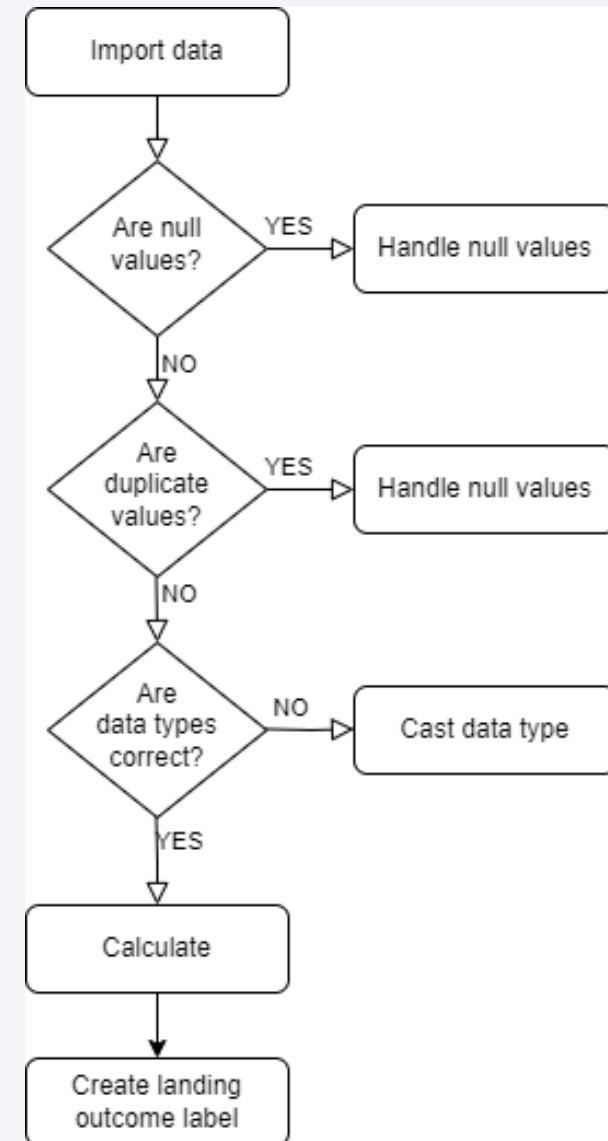 Import data
Are null
values?
YES
Handle null values
NO
Are
duplicate
values?
YES
Handle null values
NO
Are
data types
correct?
NO
Cast data type
YES
Calculate
Create landing
outcome label